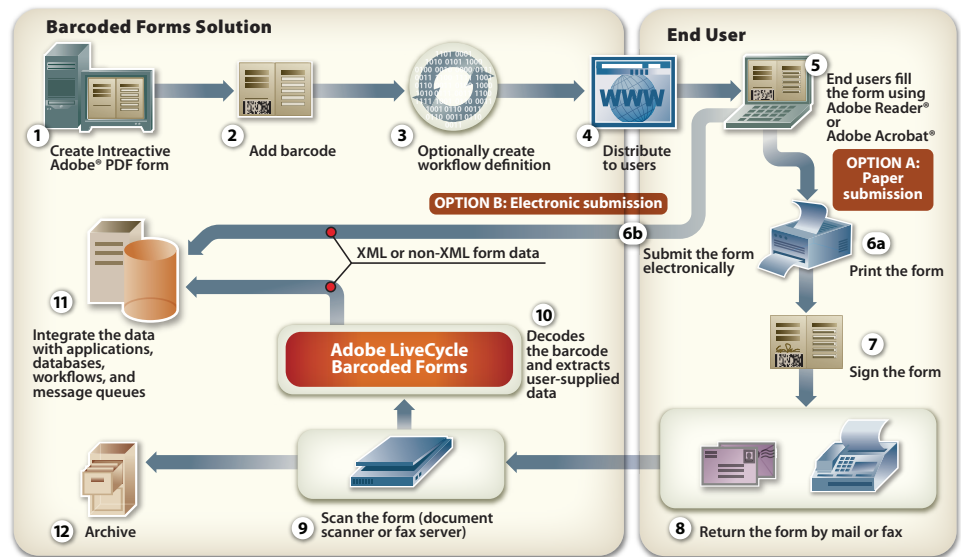 Barcoded Forms Solution
End User
1
Create Intreactive
Adobe® PDF form
2
Add barcode
3
Optionally create
workflow definition
WWW
4
Distribute
to users
5
End users fill
the form using
Adobe Reader®
or
Adobe Acrobat®
OPTION A:
Paper
submission
OPTION B: Electronic submission
6b
Submit the form
electronically
6a
Print the form
XML or non-XML form data
7
Sign the form
8
Return the form by mail or fax
9
Scan the form (document
scanner or fax server)
Adobe LiveCycle
Barcoded Forms
10
Decodes
the barcode
and extracts
user-supplied
data
11
Integrate the data
with applications,
databases,
workflows, and
message queues
12
Archive